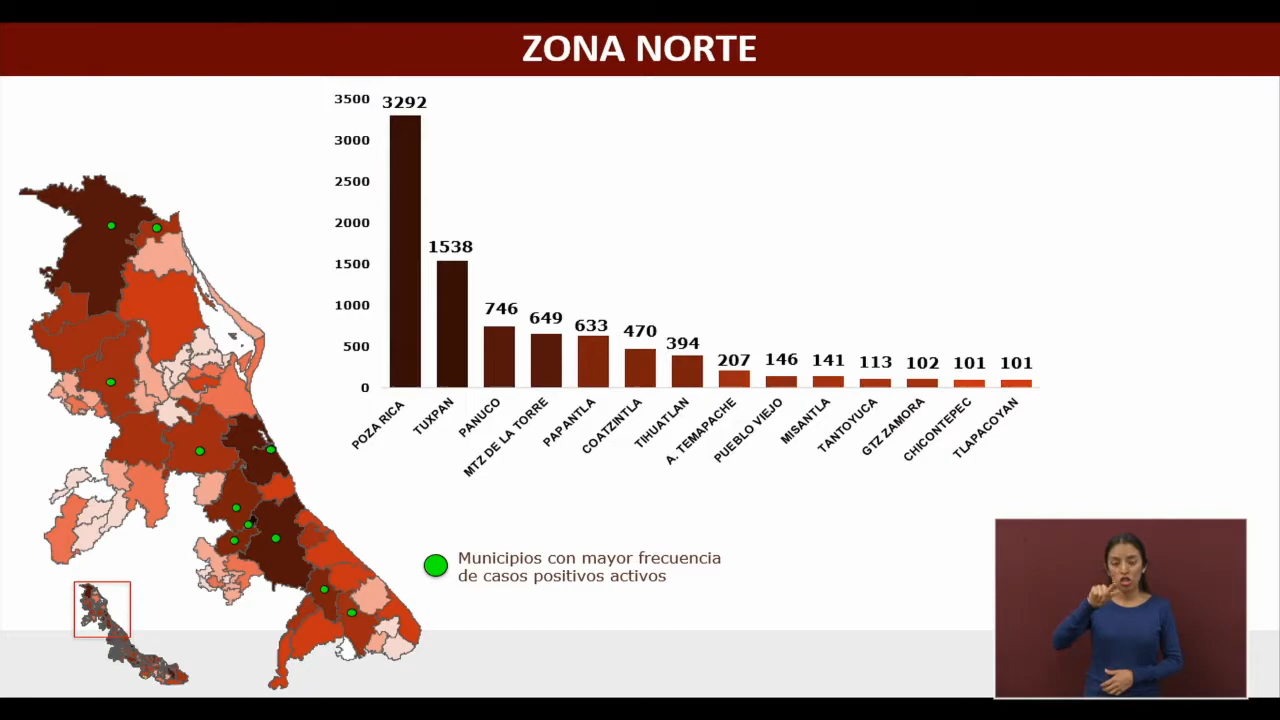 ZONA NORTE
3500
3000
2500
2000
1500
1000
500
0
3292
1538
746
649
633
470
394
207
146
141
113
102
101
101
POZA RICA
TUXPAN
PANUCO
MTZ DE LA TORRE
PAPANTLA
COATZINTLA
TIHUATLAN
A. TEMAPACHE
PUEBLO VIEJO
MISANTLA
TANTOYUCA
GTZ ZAMORA
CHICONTEPEC
TLAPACOYAN
Municipios con mayor frecuencia
de casos positivos activos